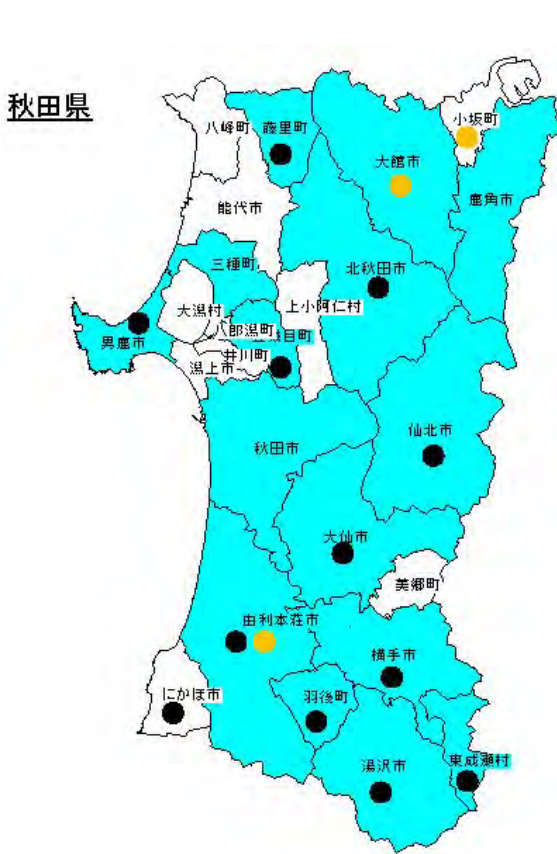 秋田県
小坂町
八峰町
藤里町
大館市
鹿角市
能代市
三種町
北秋田市
大潟村
上小阿仁村
八郎潟町
男鹿市
目町
井川町
潟上市
仙北市
秋田市
大仙市
美郷町
由利本荘市
横手市
にかほ市
羽後町
東成瀬村
湯沢市